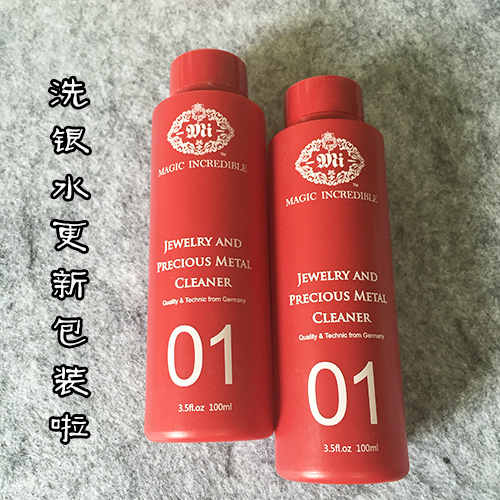 洗银水更新包装啦
Mi
MAGIC INCREDIBLE
TM
JEWELRY AND
PRECIOUS METAL
CLEANER
Quality & Technic from Germany
01
3.5fl.oz 100ml
Mi
MAGIC INCREDIBLE
TM
JEWELRY AND
PRECIOUS METAL
CLEANER
Quality & Technic from Germany
01
3.5fl.oz 100ml